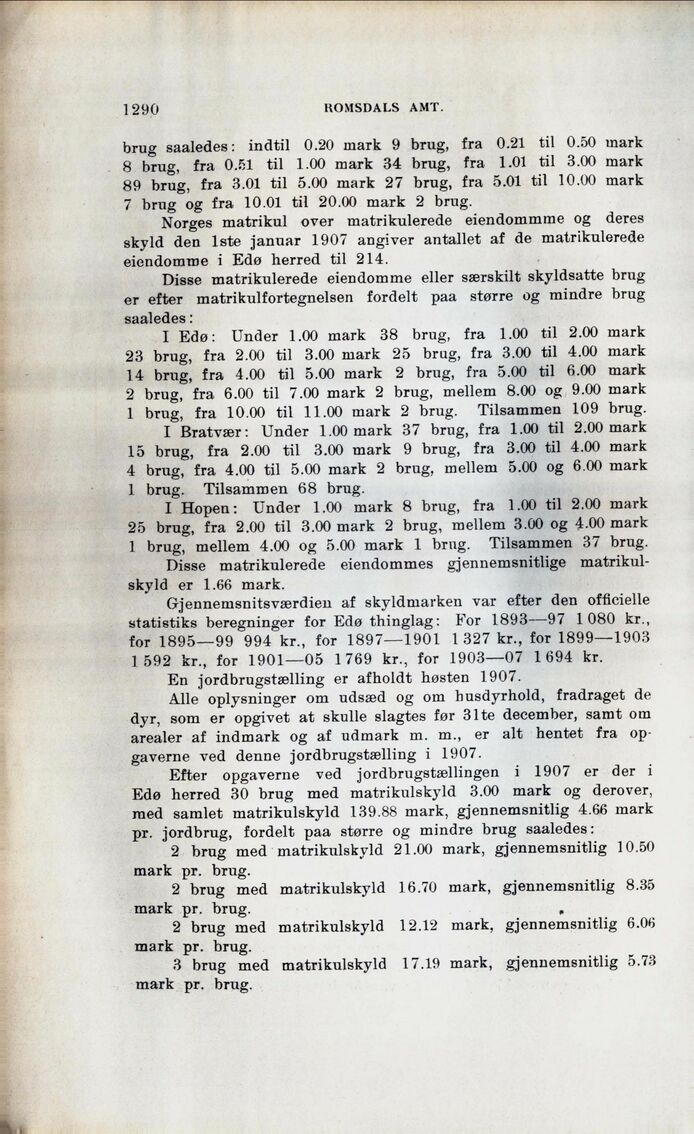 1290
ROMSDALS AMT.
brug saaledes: indtil 0.20 mark 9 brug, fra 0.21 til 0.50 mark
8 brug, fra 0.51 til 1.00 mark 34 brug, fra 1.01 til 3.00 mark
89 brug, fra 3.01 til 5.00 mark 27 brug, fra 5.01 til 10.00 mark
7 brug og fra 10.01 til 20.00 mark 2 brug.
Norges matrikul over matrikulerede eiendommme og deres
skyld den 1ste januar 1907 angiver antallet af de matrikulerede
eiendomme i Edø herred til 214.
Disse matrikulerede eiendomme eller særskilt skyldsatte brug
er efter matrikulfortegnelsen fordelt paa større og mindre brug
saaledes:
I Edø: Under 1.00 mark 38 brug, fra 1.00 til 2.00 mark
23 brug, fra 2.00 til 3.00 mark 25 brug, fra 3.00 til 4.00 mark
14 brug, fra 4.00 til 5.00 mark 2 brug, fra 5.00 til 6.00 mark
2 brug, fra 6.00 til 7.00 mark 2 brug, mellem 8.00 og 9.00 mark
1 brug, fra 10.00 til 11.00 mark 2 brug. Tilsammen 109 brug.
I Bratvær: Under 1.00 mark 37 brug, fra 1.00 til 2.00 mark
15 brug, fra 2.00 til 3.00 mark 9 brug, fra 3.00 til 4.00 mark
4 brug, fra 4.00 til 5.00 mark 2 brug, mellem 5.00 og 6.00 mark
1 brug. Tilsammen 68 brug.
I Hopen: Under 1.00 mark 8 brug, fra 1.00 til 2.00 mark
25 brug, fra 2.00 til 3.00 mark 2 brug, mellem 3.00 og 4.00 mark
1 brug, mellem 4.00 og 5.00 mark 1 brug. Tilsammen 37 brug.
Disse matrikulerede eiendommes gjennemsnitlige matrikul-
skyld er 1.66 mark.
Gjennemsnitsværdien af skyldmarken var efter den officielle
statistiks beregninger for Edø thinglag: For 1893—97 1 080 kr.,
for 1895—99 994 kr., for 1897—1901 1 327 kr., for 1899—1903
1 592 kr., for 1901—05 1 769 kr., for 1903—07 1 694 kr.
En jordbrugstælling er afholdt høsten 1907.
Alle oplysninger om udsæd og om husdyrhold, fradraget de
dyr, som er opgivet at skulle slagtes før 31te december, samt om
arealer af indmark og af udmark m. m., er alt hentet fra op-
gaverne ved denne jordbrugstælling i 1907.
Efter opgaverne ved jordbrugstællingen i 1907 er der i
Edø herred 30 brug med matrikulskyld 3.00 mark og derover,
med samlet matrikulskyld 139.88 mark, gjennemsnitlig 4.66 mark
pr. jordbrug, fordelt paa større og mindre brug saaledes:
2 brug med matrikulskyld 21.00 mark, gjennemsnitlig 10.50
mark pr. brug.
2 brug med matrikulskyld 16.70 mark, gjennemsnitlig 8.35
mark pr. brug.
2 brug med matrikulskyld 12.12 mark, gjennemsnitlig 6.06
mark pr. brug.
3 brug med matrikulskyld 17.19 mark, gjennemsnitlig 5.73
mark pr. brug.